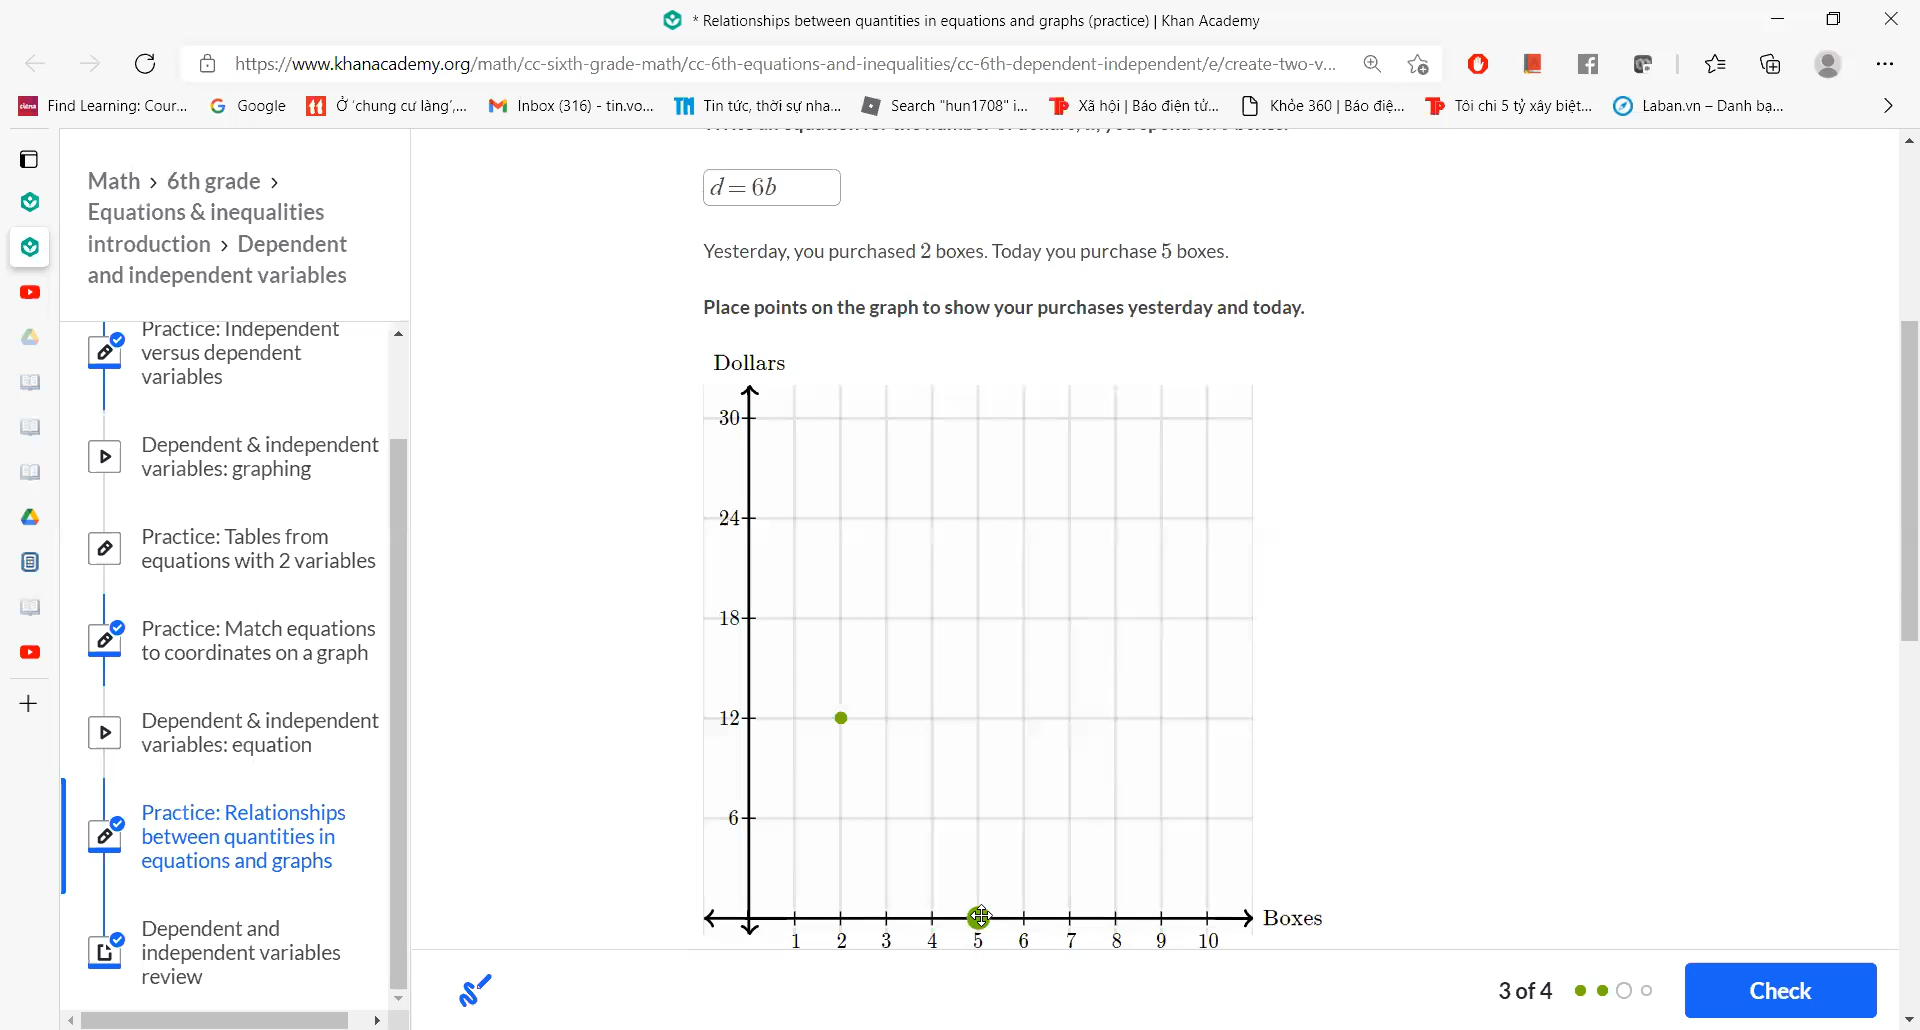 * Relationships between quantities in equations and graphs (practice) | Khan Academy
https://www.khanacademy.org/math/cc-sixth-grade-math/cc-6th-equations-and-inequalities/cc-6th-dependent-independent/e/create-two-v...
Find Learning: Cour...
Google
Ở 'chung cư làng',...
Inbox (316) - tin.vo...
Tin tức, thời sự nha...
Search "hun1708" i...
Xã hội | Báo điện tử...
Khỏe 360 | Báo điệ...
Tôi chi 5 tỷ xây biệt...
Laban.vn – Danh bạ...
Math › 6th grade ›
Equations & inequalities
introduction › Dependent
and independent variables
Practice: Independent
versus dependent
variables
Dependent & independent
variables: graphing
Practice: Tables from
equations with 2 variables
Practice: Match equations
to coordinates on a graph
Dependent & independent
variables: equation
Practice: Relationships
between quantities in
equations and graphs
Dependent and
independent variables
review
d = 6b
Yesterday, you purchased 2 boxes. Today you purchase 5 boxes.
Place points on the graph to show your purchases yesterday and today.
Dollars
30
24
18
12
6
Boxes
1 2 3 4 5 6 7 8 9 10
3 of 4
Check